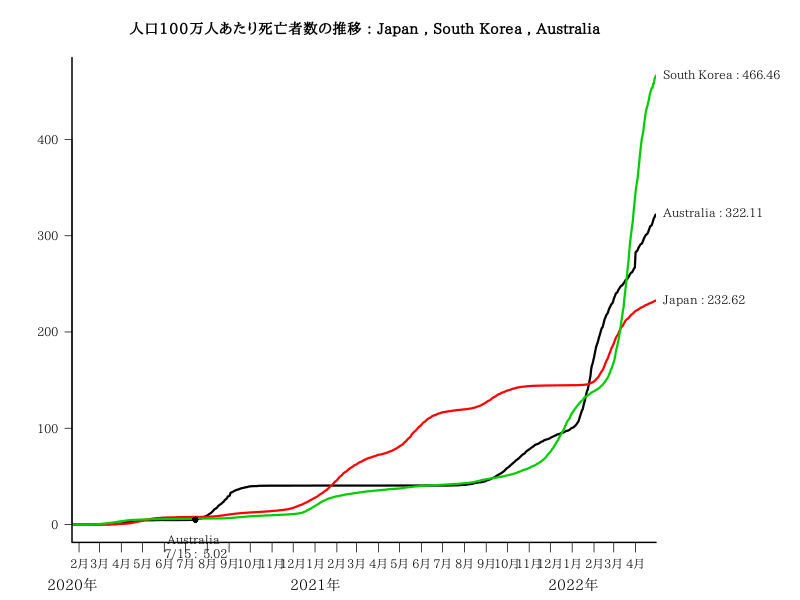 人口100万人あたり死亡者数の推移 : Japan , South Korea , Australia
South Korea : 466.46
400
Australia : 322.11
300
Japan : 232.62
200
100
0
Australia
7/15 : 5.02
2月 3月 4月 5月 6月 7月 8月 9月 10月 11月 12月 1月 2月 3月 4月 5月 6月 7月 8月 9月 10月 11月 12月 1月 2月 3月 4月
2020年 2021年 2022年